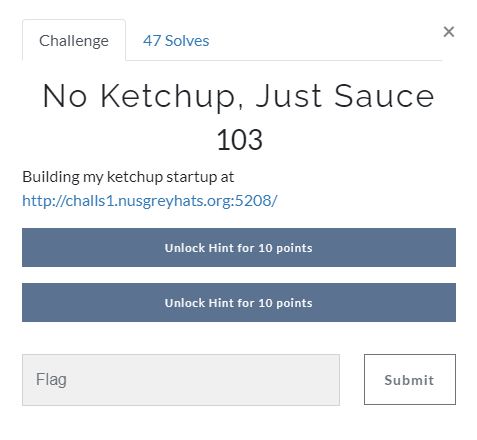 Challenge
47 Solves
×
No Ketchup, Just Sauce
103
Building my ketchup startup at
http://challs1.nusgreyhats.org:5208/
Unlock Hint for 10 points
Unlock Hint for 10 points
Flag
Submit